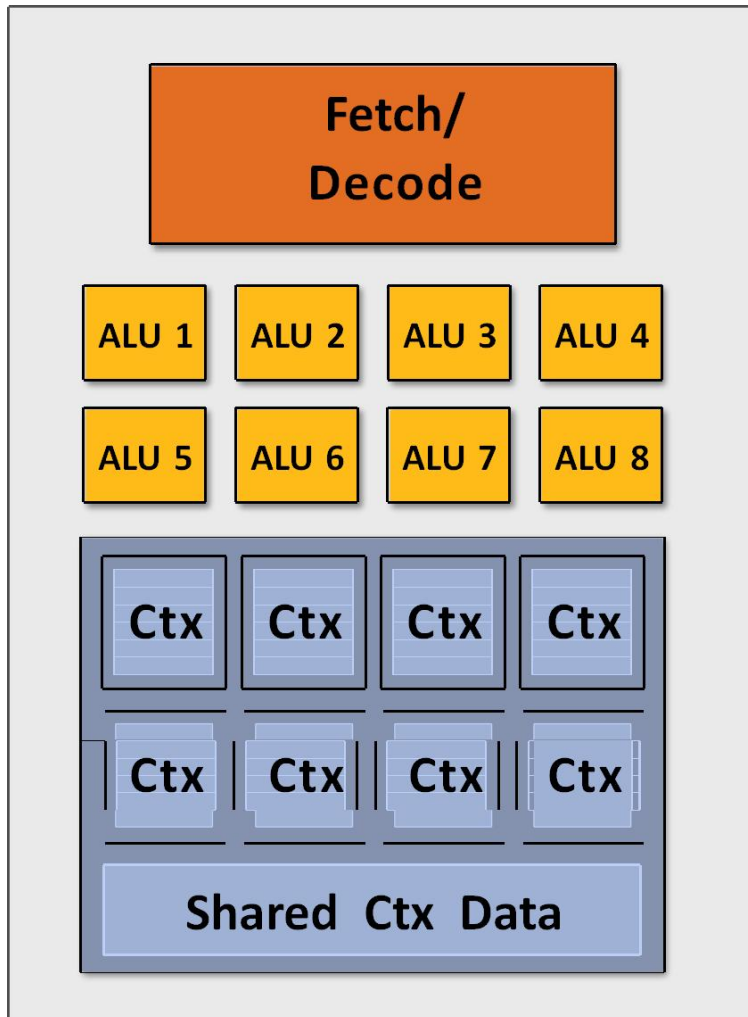 Fetch/
Decode
ALU 1 ALU 2 ALU 3 ALU 4
ALU 5 ALU 6 ALU 7 ALU 8
Ctx Ctx Ctx Ctx
Ctx Ctx Ctx Ctx
Shared Ctx Data